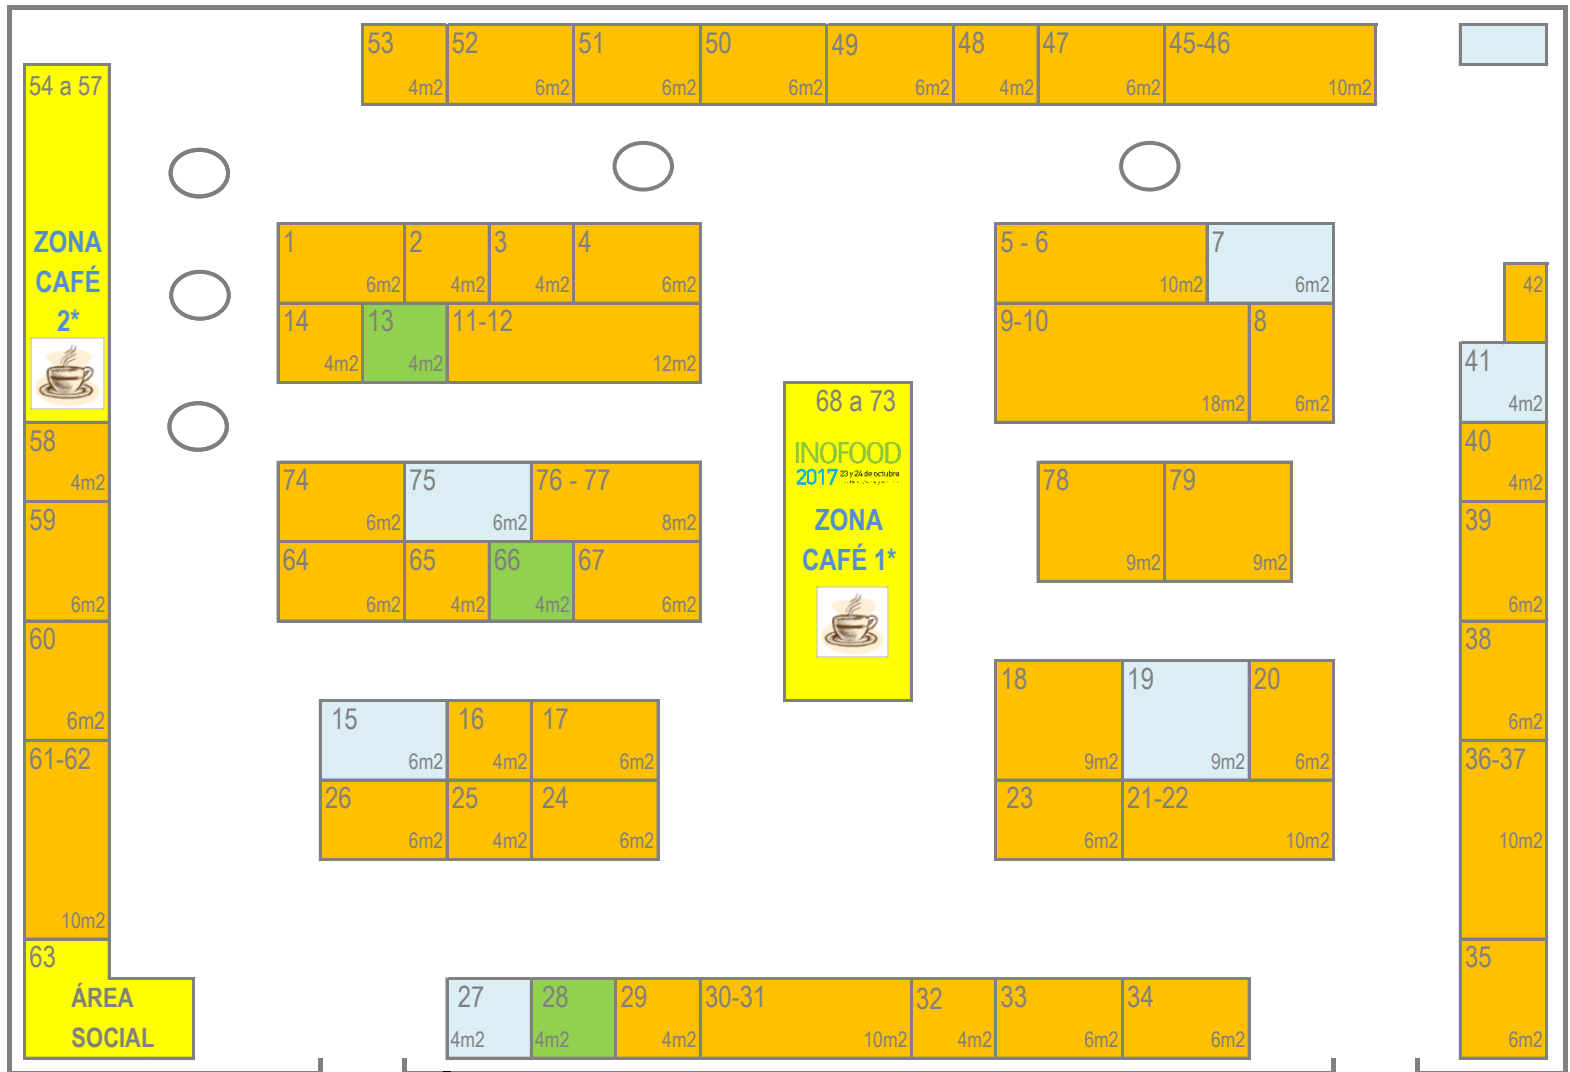 53 52 51 50 49 48 47 45-46
4m2 6m2 6m2 6m2 6m2 4m2 6m2 10m2
54 a 57
ZONA
CAFÉ
2*
1 2 3 4
6m2 4m2 4m2 6m2
14 13 11-12
4m2 4m2 12m2
5 - 6 7
10m2 6m2
9-10 8
18m2 6m2
42
41
4m2
40
4m2
39
6m2
38
6m2
36-37
10m2
35
6m2
58
4m2
59
6m2
60
6m2
61-62
10m2
63
ÁREA
SOCIAL
74 75 76 - 77
6m2 6m2 8m2
64 65 66 67
6m2 4m2 4m2 6m2
68 a 73
INOFOOD
2017 23 y 24 de octubre
ZONA
CAFÉ 1*
78 79
9m2 9m2
15 16 17
6m2 4m2 6m2
26 25 24
6m2 4m2 6m2
18 19 20
9m2 9m2 6m2
23 21-22
6m2 10m2
27 28 29 30-31 32 33 34
4m2 4m2 4m2 10m2 4m2 6m2 6m2